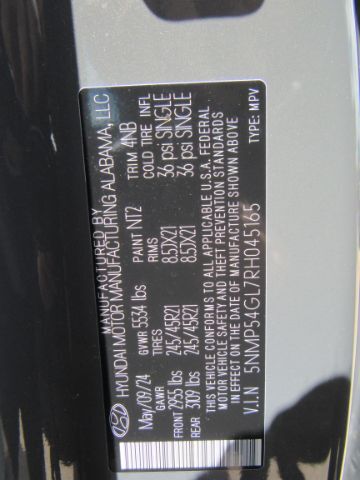 MANUFACTURED BY
HYUNDAI MOTOR MANUFACTURING ALABAMA, LLC
May/09/24 GVWR 5534 lbs PAINT NT2 TRIM 4NB
GAWR TIRE RIMS COLD TIRE INFL
FRONT 2955 lbs 245/45R21 8.5JX21 36 psi SINGLE
REAR 3109 lbs 245/45R21 8.5JX21 36 psi SINGLE
THIS VEHICLE CONFORMS TO ALL APPLICABLE U.S.A. FEDERAL
MOTOR VEHICLE SAFETY AND THEFT PREVENTION
STANDARDS IN EFFECT ON THE DATE OF MANUFACTURE SHOWN ABOVE
V.I.N 5NMP54GL7RH045165 TYPE: MPV